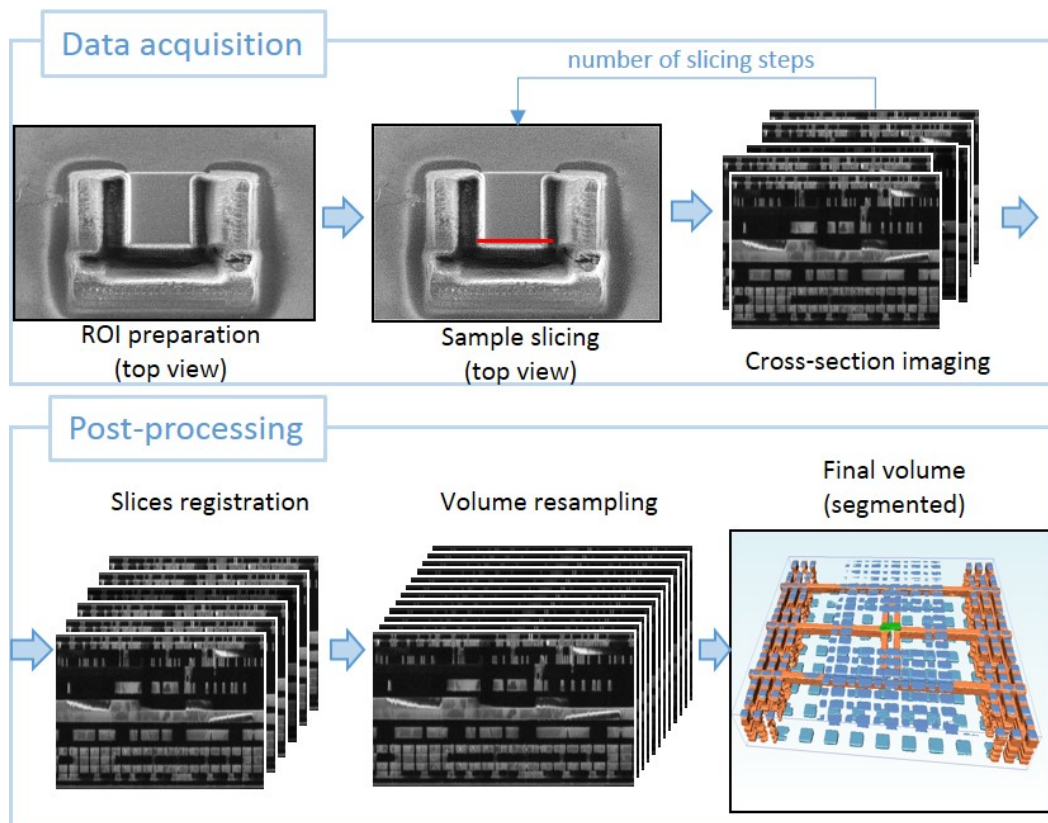 Data acquisition
number of slicing steps
ROI preparation
(top view)
Sample slicing
(top view)
Cross-section imaging
Post-processing
Slices registration
Volume resampling
Final volume
(segmented)